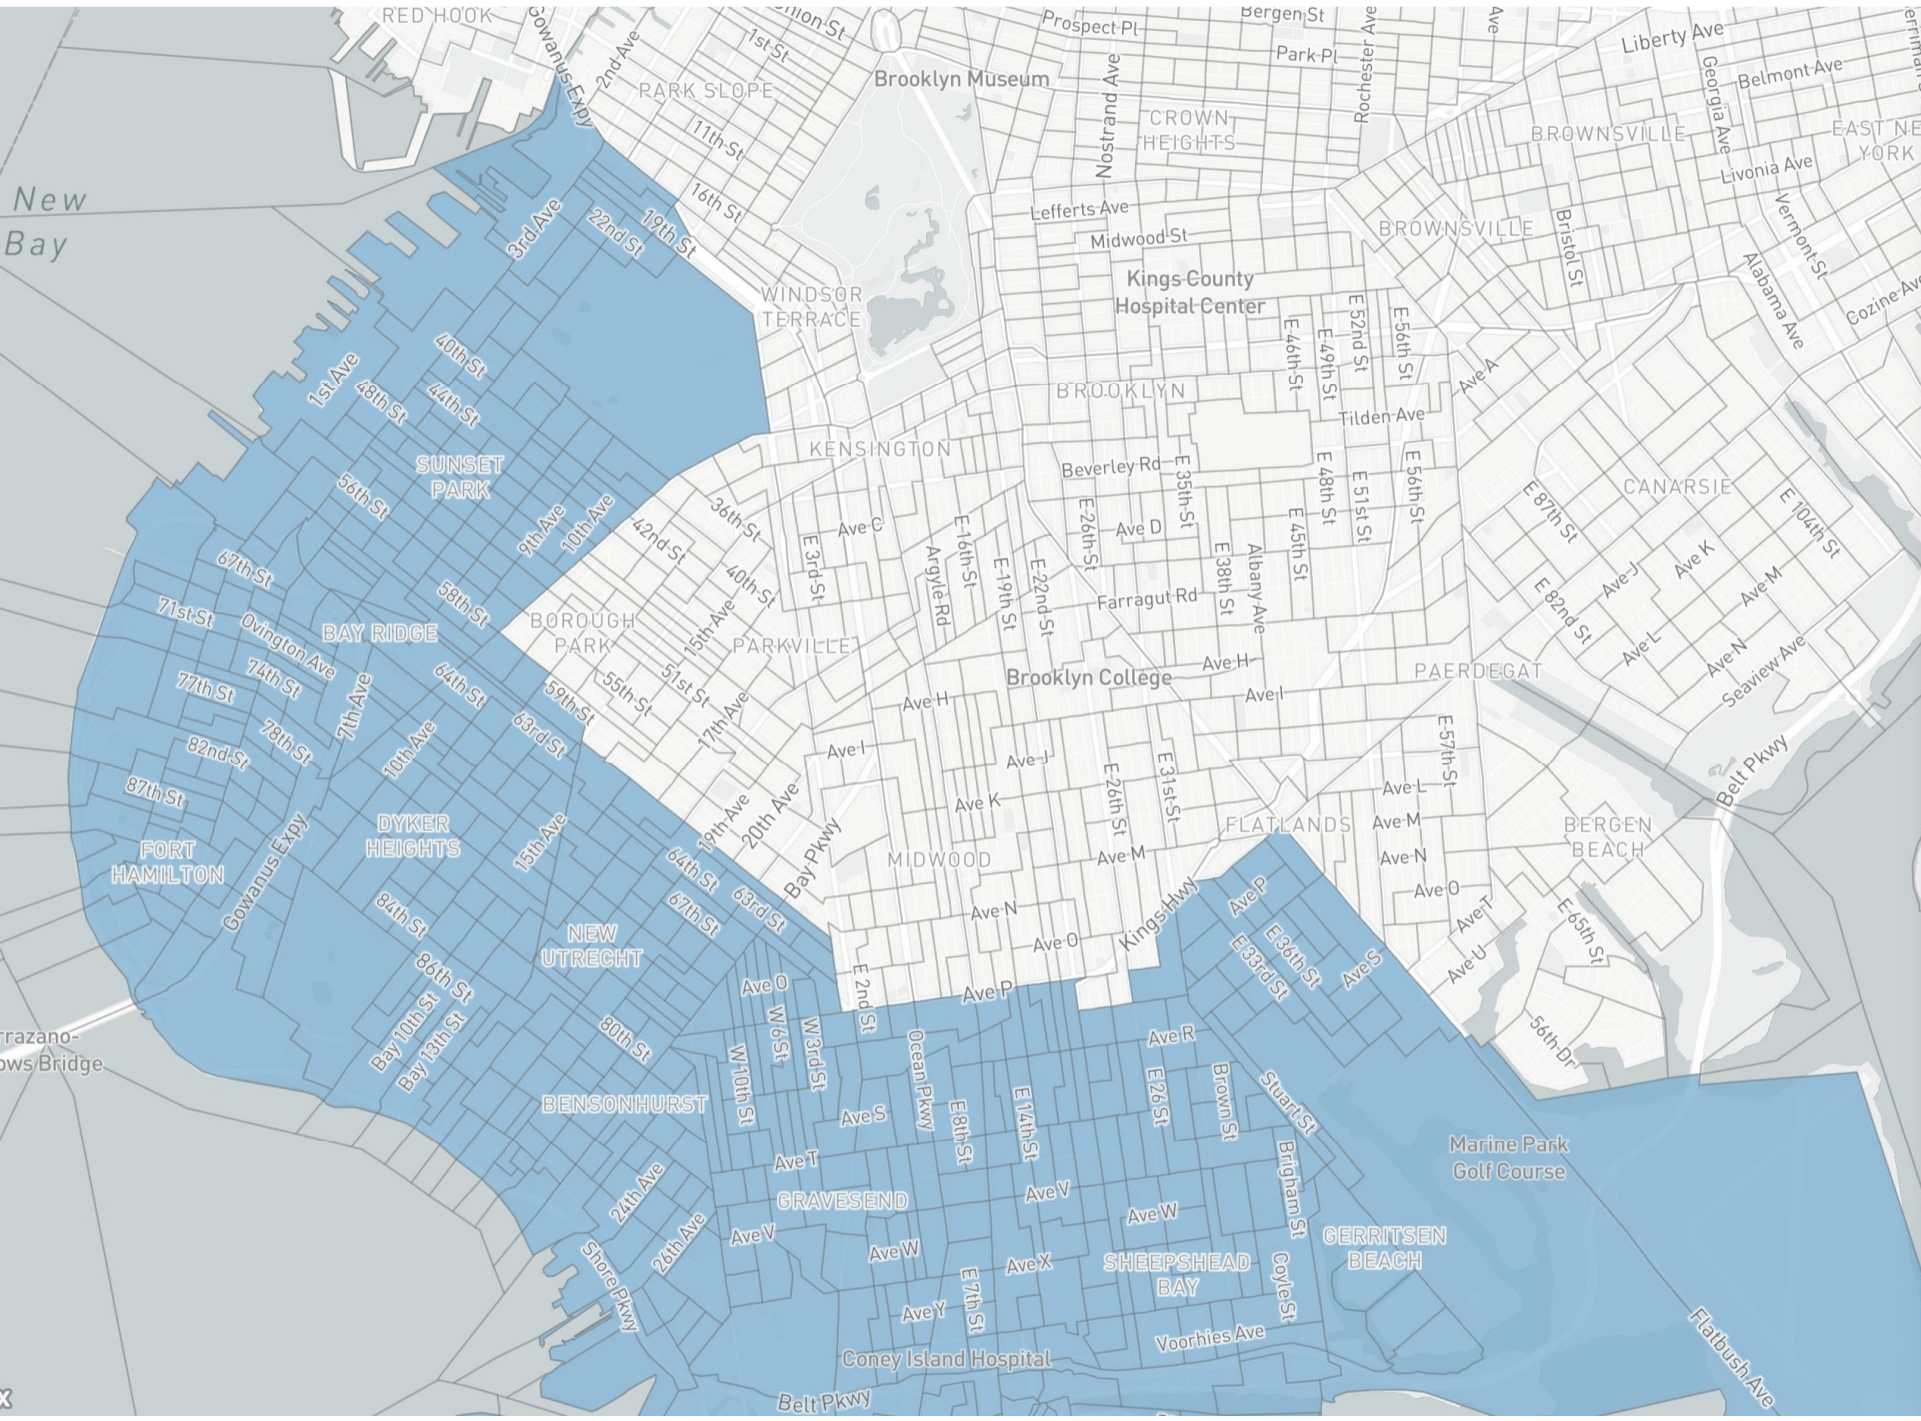 RED HOOK
Gowanus Expy
2nd Ave
1st St
Union St
Prospect Pl
Bergen St
Park Pl
Rochester Ave
Ave
Liberty Ave
Georgia Ave
Belmont Ave
PARK SLOPE
Brooklyn Museum
Nostrand Ave
CROWN
HEIGHTS
BROWNSVILLE
EAST NE
YORK
11th St
Livonia Ave
New
Bay
16th St
3rd Ave
22nd St
19th St
Lefferts Ave
Midwood St
BROWNSVILLE
Bristol St
Vermont St
WINDSOR
TERRACE
Kings County
Hospital Center
Alabama Ave
Cozine Ave
1st Ave
40th St
48th St
44th St
E 46th St
E 49th St
E 52nd St
E 56th St
Ave A
BROOKLYN
Tilden Ave
KENSINGTON
SUNSET
PARK
56th St
9th Ave
10th Ave
Beverley Rd
E 35th St
E 48th St
E 51st St
E 56th St
CANARSIE
E 87th St
E 104th St
36th St
42nd St
Ave C
E 16th St
E 26th St
Ave D
E 3rd St
Argyle Rd
E 19th St
E 22nd St
E 38th St
Albany Ave
E 45th St
Ave K
Ave J
Ave M
67th St
58th St
40th St
Farragut Rd
E 82nd St
71st St
Ovington Ave
BAY RIDGE
BOROUGH
PARK
15th Ave
PARKVILLE
Ave L
Ave N
Seaview Ave
77th St
74th St
64th St
59th St
55th St
51st St
Brooklyn College
Ave H
PAERDEGAT
7th Ave
17th Ave
Ave H
Ave I
82nd St
78th St
10th Ave
63rd St
Ave I
Ave J
E 57th St
87th St
Ave K
E 26th St
E 31st St
Ave L
Belt Pkwy
FORT
HAMILTON
Gowanus Expy
DYKER
HEIGHTS
15th Ave
19th Ave
20th Ave
Bay Pkwy
MIDWOOD
Ave M
FLATLANDS
Ave M
BERGEN
BEACH
64th St
63rd St
67th St
Ave N
84th St
NEW
UTRECHT
Ave N
Ave O
Kings Hwy
Ave P
Ave O
Ave T
E 65th St
86th St
Ave O
E 2nd St
Ave P
E 33rd St
E 36th St
Ave S
Ave U
rrazano-
ows Bridge
Bay 10th St
Bay 13th St
80th St
W 6 St
W 3rd St
W 10th St
Ocean Pkwy
Ave R
56th Dr
BENSONHURST
Ave S
E 8th St
E 14th St
E 26 St
Brown St
Stuart St
Marine Park
Golf Course
24th Ave
Ave T
GRAVESEND
Ave V
Ave W
Brigham St
26th Ave
Ave V
Ave W
Ave X
GERRITSEN
BEACH
SHEEPSHEAD
BAY
Coyle St
Shore Pkwy
Ave Y
E 7th St
Voorhies Ave
Flatbush Ave
Coney Island Hospital
Belt Pkwy
x